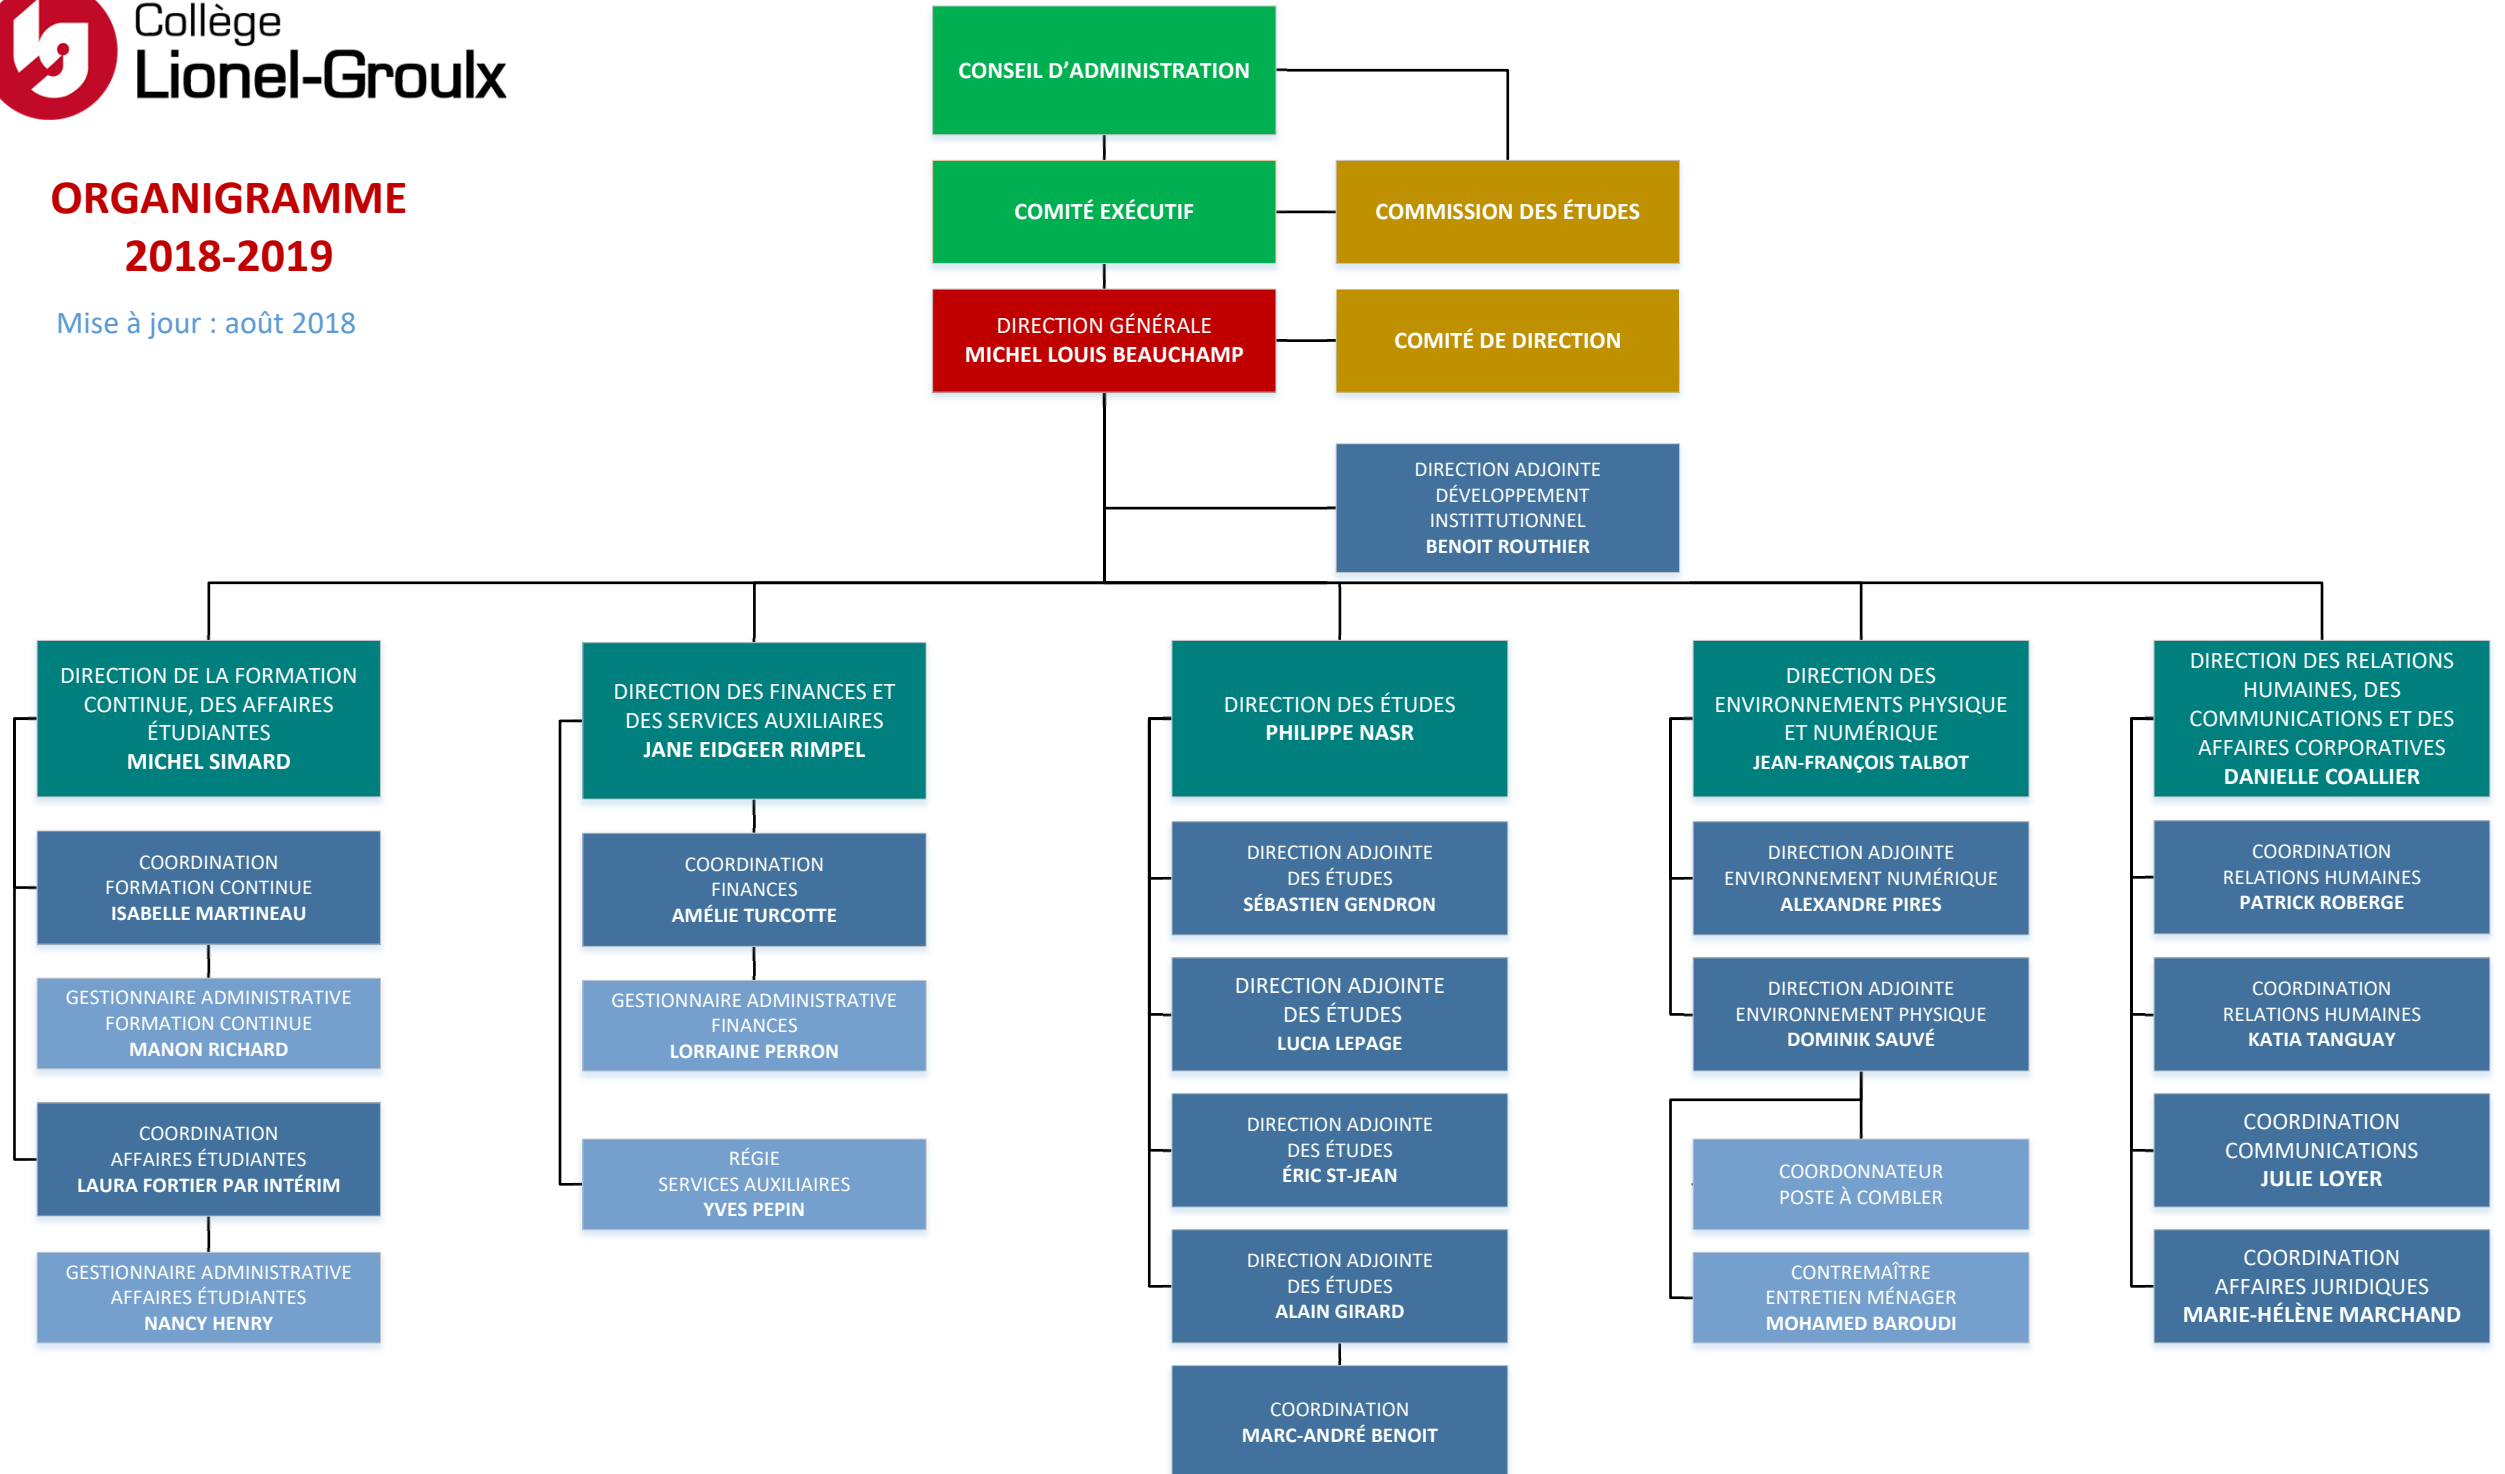 Collège
Lionel-Groulx
ORGANIGRAMME
2018-2019
Mise à jour : août 2018
CONSEIL D’ADMINISTRATION
COMITÉ EXÉCUTIF
COMMISSION DES ÉTUDES
DIRECTION GÉNÉRALE
MICHEL LOUIS BEAUCHAMP
COMITÉ DE DIRECTION
DIRECTION ADJOINTE
DÉVELOPPEMENT
INSTITTUTIONNEL
BENOIT ROUTHIER
DIRECTION DE LA FORMATION
CONTINUE, DES AFFAIRES
ÉTUDIANTES
MICHEL SIMARD
COORDINATION
FORMATION CONTINUE
ISABELLE MARTINEAU
GESTIONNAIRE ADMINISTRATIVE
FORMATION CONTINUE
MANON RICHARD
COORDINATION
AFFAIRES ÉTUDIANTES
LAURA FORTIER PAR INTÉRIM
GESTIONNAIRE ADMINISTRATIVE
AFFAIRES ÉTUDIANTES
NANCY HENRY
DIRECTION DES FINANCES ET
DES SERVICES AUXILIAIRES
JANE EIDGEER RIMPEL
COORDINATION
FINANCES
AMÉLIE TURCOTTE
GESTIONNAIRE ADMINISTRATIVE
FINANCES
LORRAINE PERRON
RÉGIE
SERVICES AUXILIAIRES
YVES PEPIN
DIRECTION DES ÉTUDES
PHILIPPE NASR
DIRECTION ADJOINTE
DES ÉTUDES
SÉBASTIEN GENDRON
DIRECTION ADJOINTE
DES ÉTUDES
LUCIA LEPAGE
DIRECTION ADJOINTE
DES ÉTUDES
ÉRIC ST-JEAN
DIRECTION ADJOINTE
DES ÉTUDES
ALAIN GIRARD
COORDINATION
MARC-ANDRÉ BENOIT
DIRECTION DES
ENVIRONNEMENTS PHYSIQUE
ET NUMÉRIQUE
JEAN-FRANÇOIS TALBOT
DIRECTION ADJOINTE
ENVIRONNEMENT NUMÉRIQUE
ALEXANDRE PIRES
DIRECTION ADJOINTE
ENVIRONNEMENT PHYSIQUE
DOMINIK SAUVÉ
COORDONNATEUR
POSTE À COMBLER
CONTREMAÎTRE
ENTRETIEN MÉNAGER
MOHAMED BAROUDI
DIRECTION DES RELATIONS
HUMAINES, DES
COMMUNICATIONS ET DES
AFFAIRES CORPORATIVES
DANIELLE COALLIER
COORDINATION
RELATIONS HUMAINES
PATRICK ROBERGE
COORDINATION
RELATIONS HUMAINES
KATIA TANGUAY
COORDINATION
COMMUNICATIONS
JULIE LOYER
COORDINATION
AFFAIRES JURIDIQUES
MARIE-HÉLÈNE MARCHAND